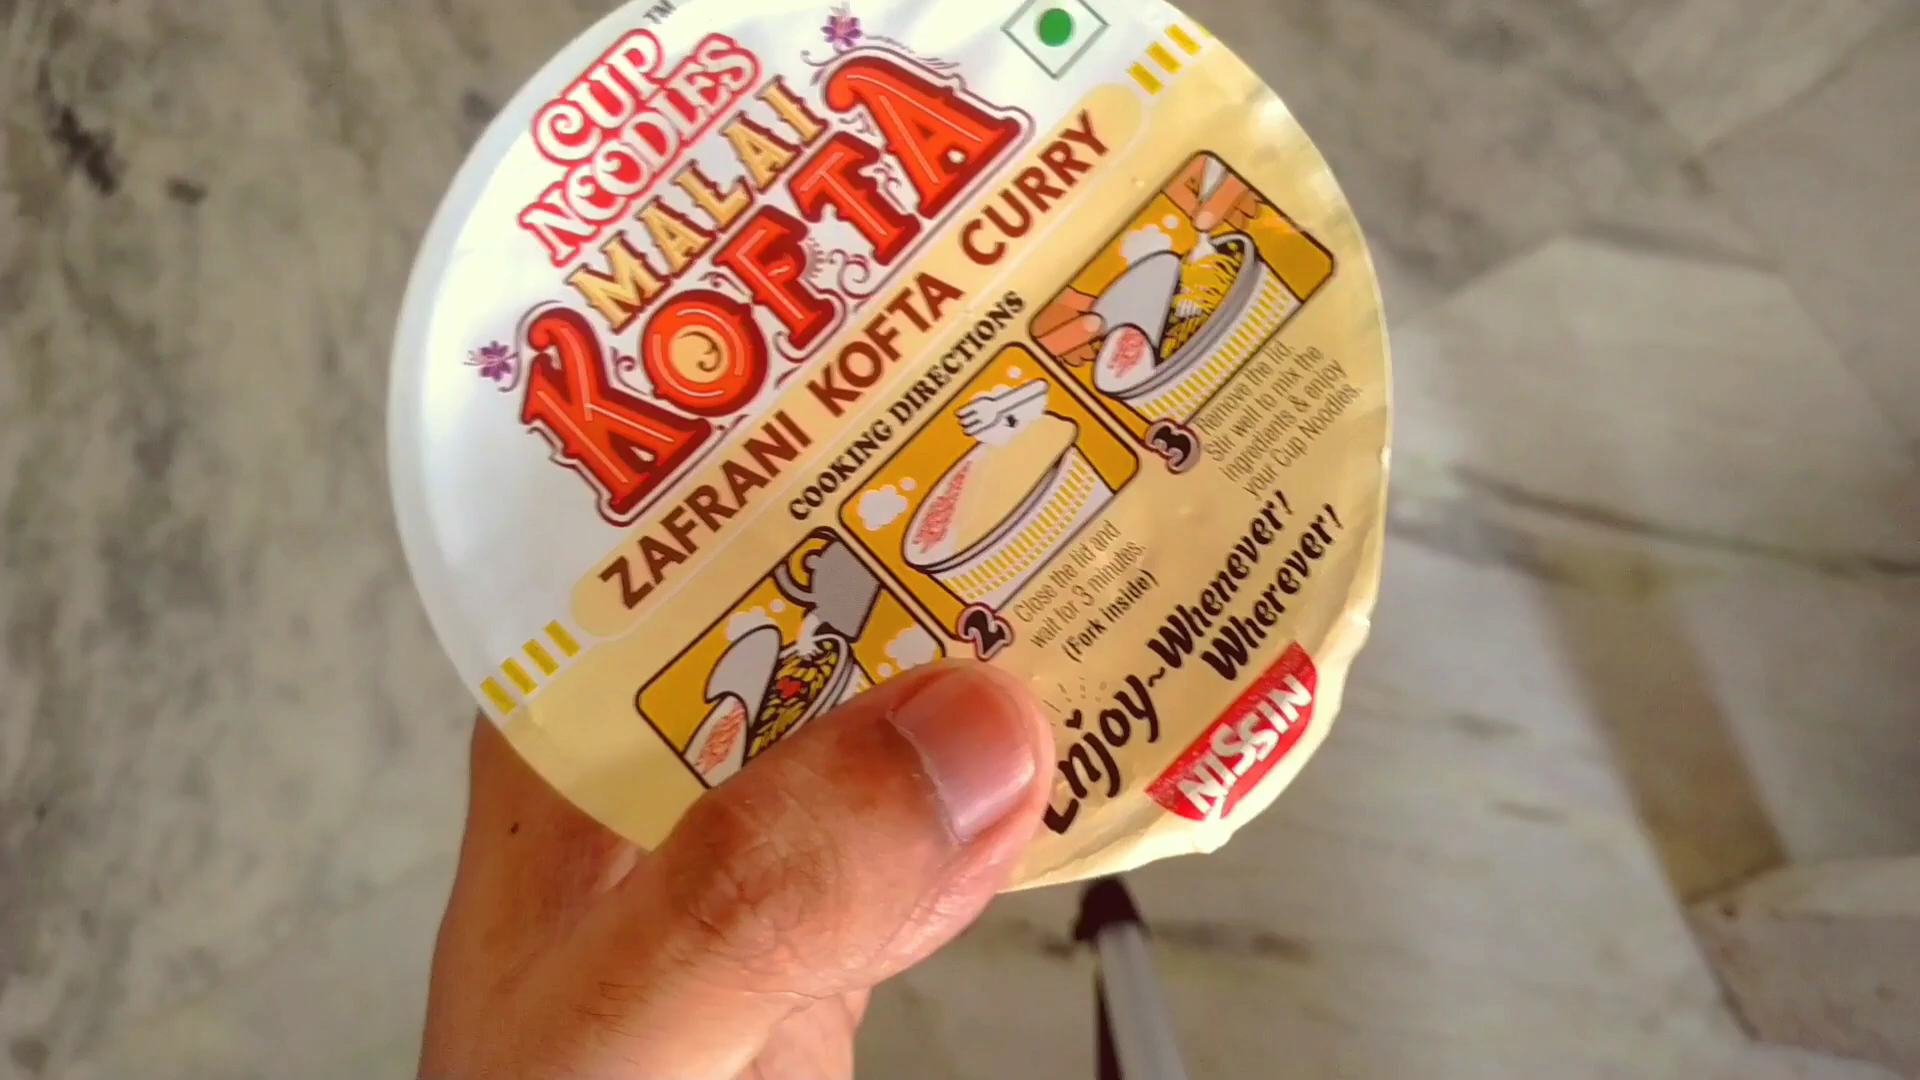 TM
CUP
NOODLES
MALAI
KOFTA
ZAFRANI KOFTA CURRY
COOKING DIRECTIONS
2
Close the lid and
wait for 3 minutes.
(Fork inside)
3
Remove the lid.
Stir well to mix the
ingredients & enjoy
your Cup Noodles.
Enjoy~Whenever!
Wherever!
NISSIN